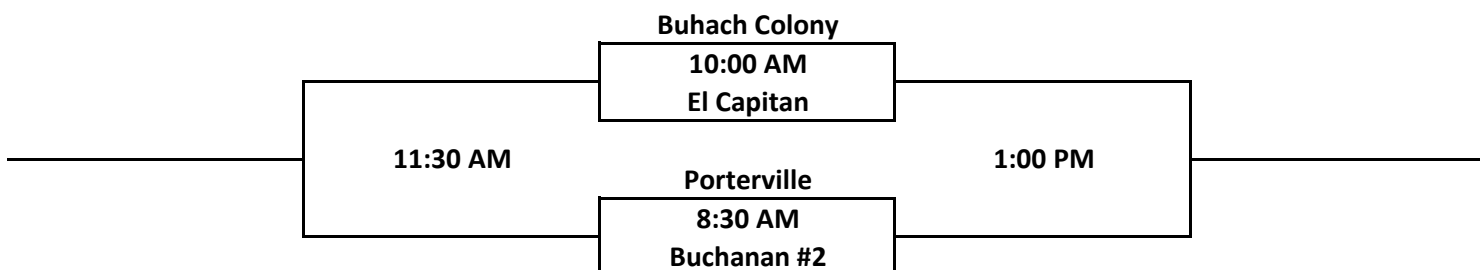 Buhach Colony
10:00 AM
El Capitan
11:30 AM
1:00 PM
Porterville
8:30 AM
Buchanan #2